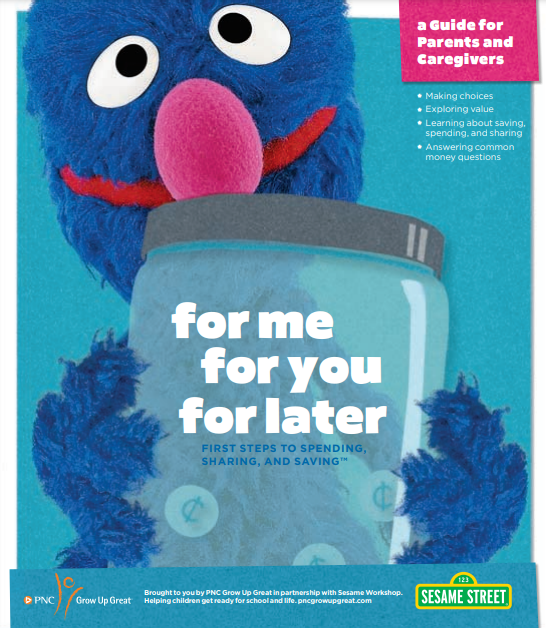 a Guide for
Parents and
Caregivers
• Making choices
• Exploring value
• Learning about saving,
spending, and sharing
• Answering common
money questions
for me
for you
for later
FIRST STEPS TO SPENDING,
SHARING, AND SAVING™
¢
¢
¢
PNC Grow Up Great
Brought to you by PNC Grow Up Great in partnership with Sesame Workshop.
Helping children get ready for school and life. pncgrowupgreat.com
123
SESAME STREET